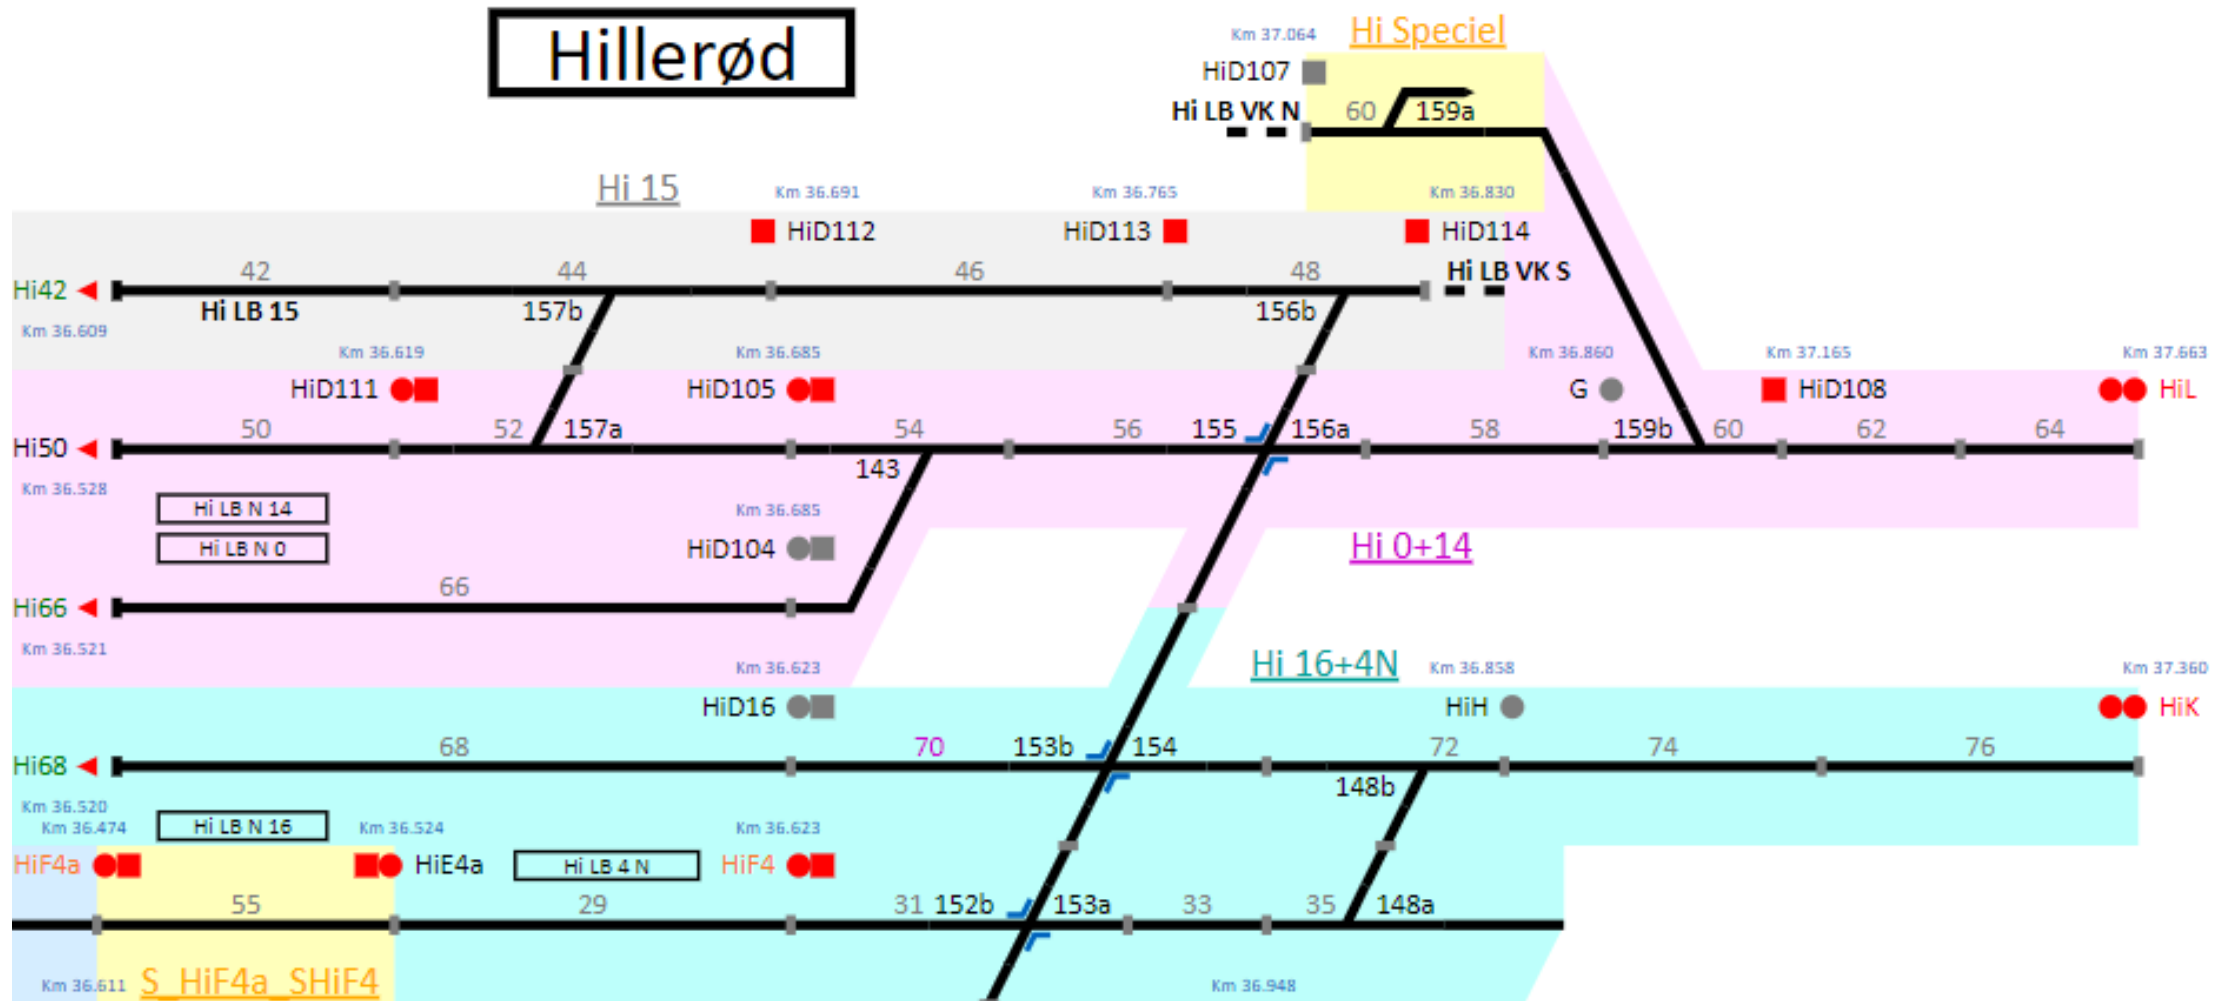 Hillerød
Km 37.064
Hi Speciel
HiD107
Hi LB VK N
60
159a
Hi 15
Km 36.691
Km 36.765
Km 36.830
HiD112
HiD113
HiD114
42
44
46
48
Hi LB VK S
Hi42
Hi LB 15
157b
156b
Km 36.609
Km 36.619
Km 36.685
Km 36.860
Km 37.165
Km 37.663
HiD111
HiD105
G
HiD108
HiL
50
52
157a
54
56
155
156a
58
159b
60
62
64
Hi50
143
Km 36.528
Hi LB N 14
Km 36.685
Hi LB N 0
HiD104
Hi 0+14
66
Hi66
Km 36.521
Km 36.623
Hi 16+4N
Km 36.858
Km 37.360
HiD16
HiH
HiK
68
70
153b
154
72
74
76
Hi68
148b
Km 36.520
Km 36.474
Hi LB N 16
Km 36.524
Km 36.623
HiF4a
HiE4a
Hi LB 4 N
HiF4
55
29
31
152b
153a
33
35
148a
Km 36.611
S_HiF4a_SHiF4
Km 36.948